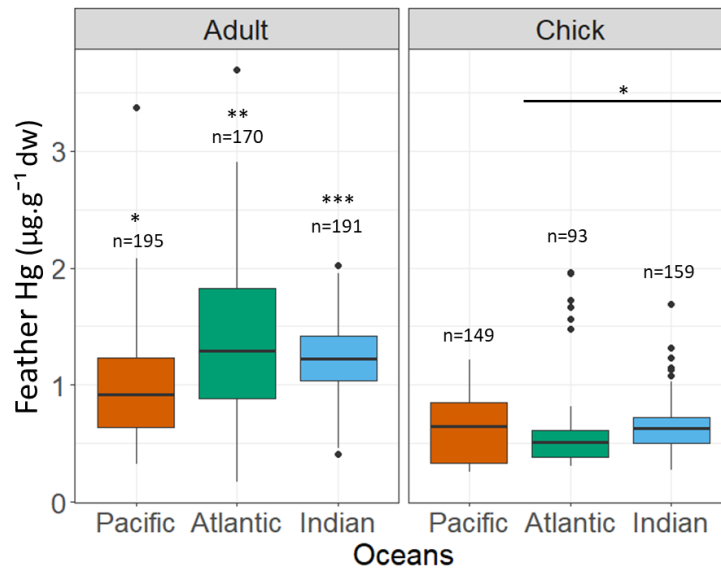 Adult
Chick
Feather Hg (µg.g⁻¹ dw)
3
2
1
0
*
n=195
**
n=170
***
n=191
*
n=149
n=93
n=159
Pacific Atlantic Indian
Pacific Atlantic Indian
Oceans